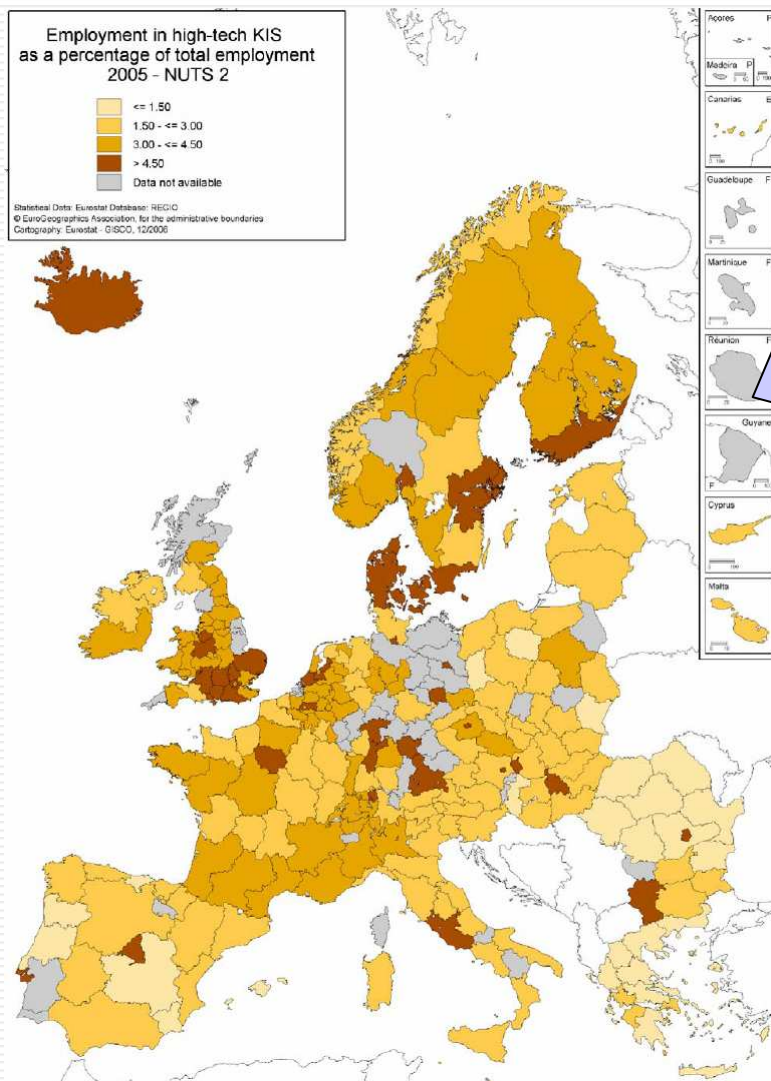 Employment in high-tech KIS
as a percentage of total employment
2005 - NUTS 2
<= 1.50
1.50 - <= 3.00
3.00 - <= 4.50
> 4.50
Data not available
Statistical Data: Eurostat Database: REGIO
© EuroGeographics Association, for the administrative boundaries
Cartography: Eurostat - GISCO, 12/2006
Açores P
Madeira P
Canarias E
Guadeloupe F
Martinique F
Réunion F
Guyane
F
Cyprus
Malta